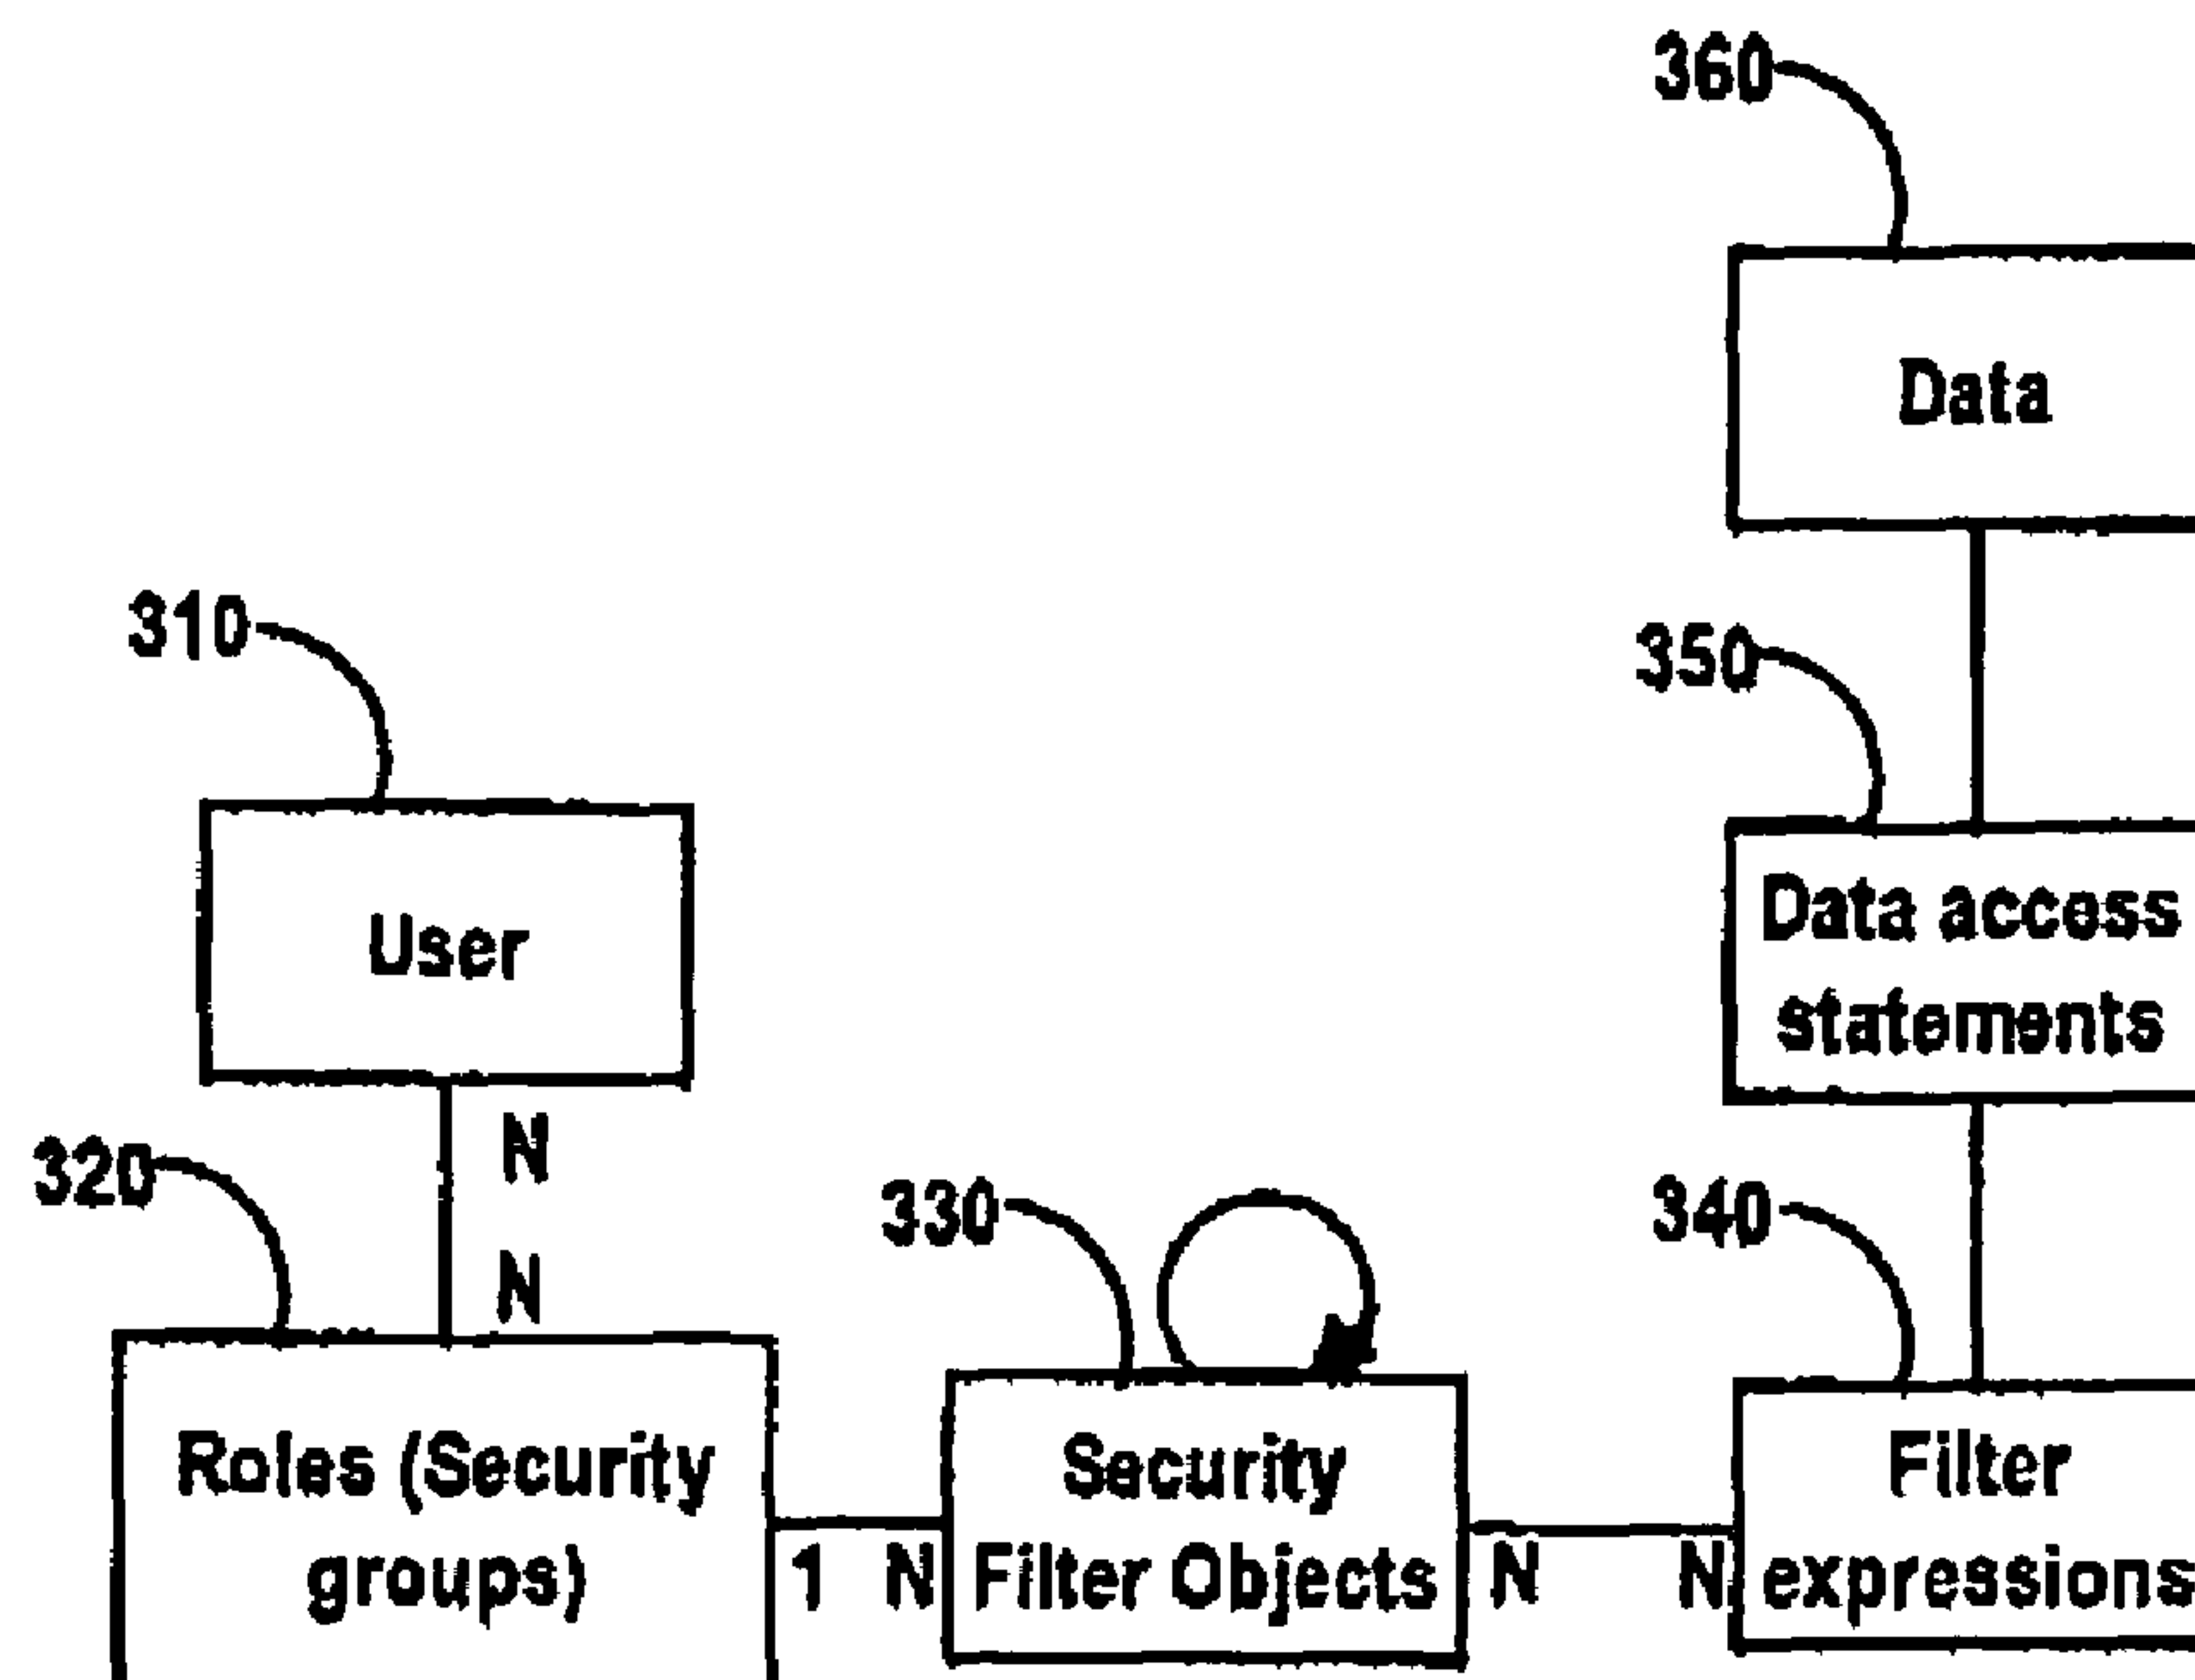 360
Data
310
350
User
Data access
statements
N
320
330
340
N
Roles (Security
groups)
1 N
Security
Filter Objects
N N
Filter
expressions